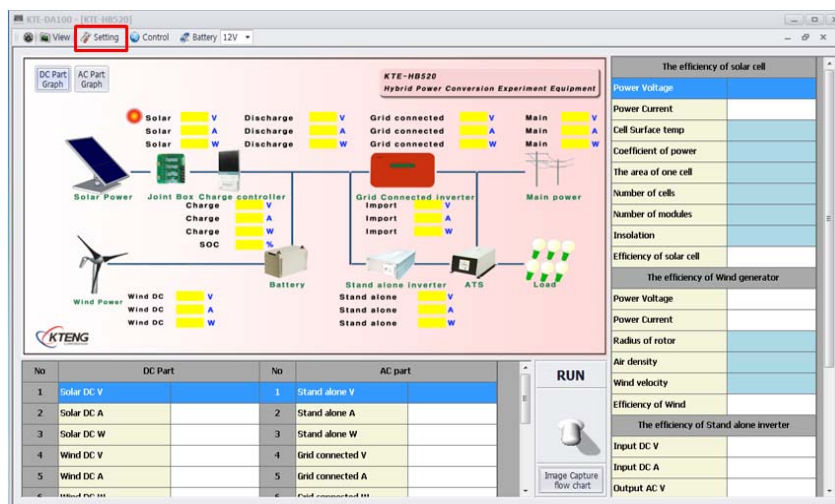 KTE-DA100 - [KTE-HB520]
View Setting Control Battery 12V
DC Part Graph
AC Part Graph
KTE-HB520
Hybrid Power Conversion Experiment Equipment
Solar V Discharge V Grid connected V Main V
Solar A Discharge A Grid connected A Main A
Solar W Discharge W Grid connected W Main W
Solar Power Joint Box Charge controller Grid Connected inverter Main power
Charge V Import V
Charge A Import A
Charge W Import W
SOC %
Battery Stand alone inverter ATS Load
Wind Power
Wind DC V Stand alone V
Wind DC A Stand alone A
Wind DC W Stand alone W
KTENG
No DC Part No AC part
1 Solar DC V 1 Stand alone V
2 Solar DC A 2 Stand alone A
3 Solar DC W 3 Stand alone W
4 Wind DC V 4 Grid connected V
5 Wind DC A 5 Grid connected A
6 Wind DC W 6 Grid connected W
RUN
Image Capture
flow chart
The efficiency of solar cell
Power Voltage
Power Current
Cell Surface temp
Coefficient of power
The area of one cell
Number of cells
Number of modules
Insolation
Efficiency of solar cell
The efficiency of Wind generator
Power Voltage
Power Current
Radius of rotor
Air density
Wind velocity
Efficiency of Wind
The efficiency of Stand alone inverter
Input DC V
Input DC A
Output AC V